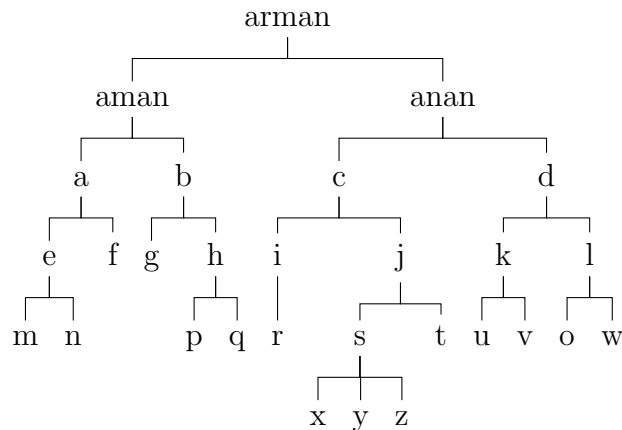 arman
aman anan
a b c d
e f g h i j k l
m n p q r s t u v o w
x y z